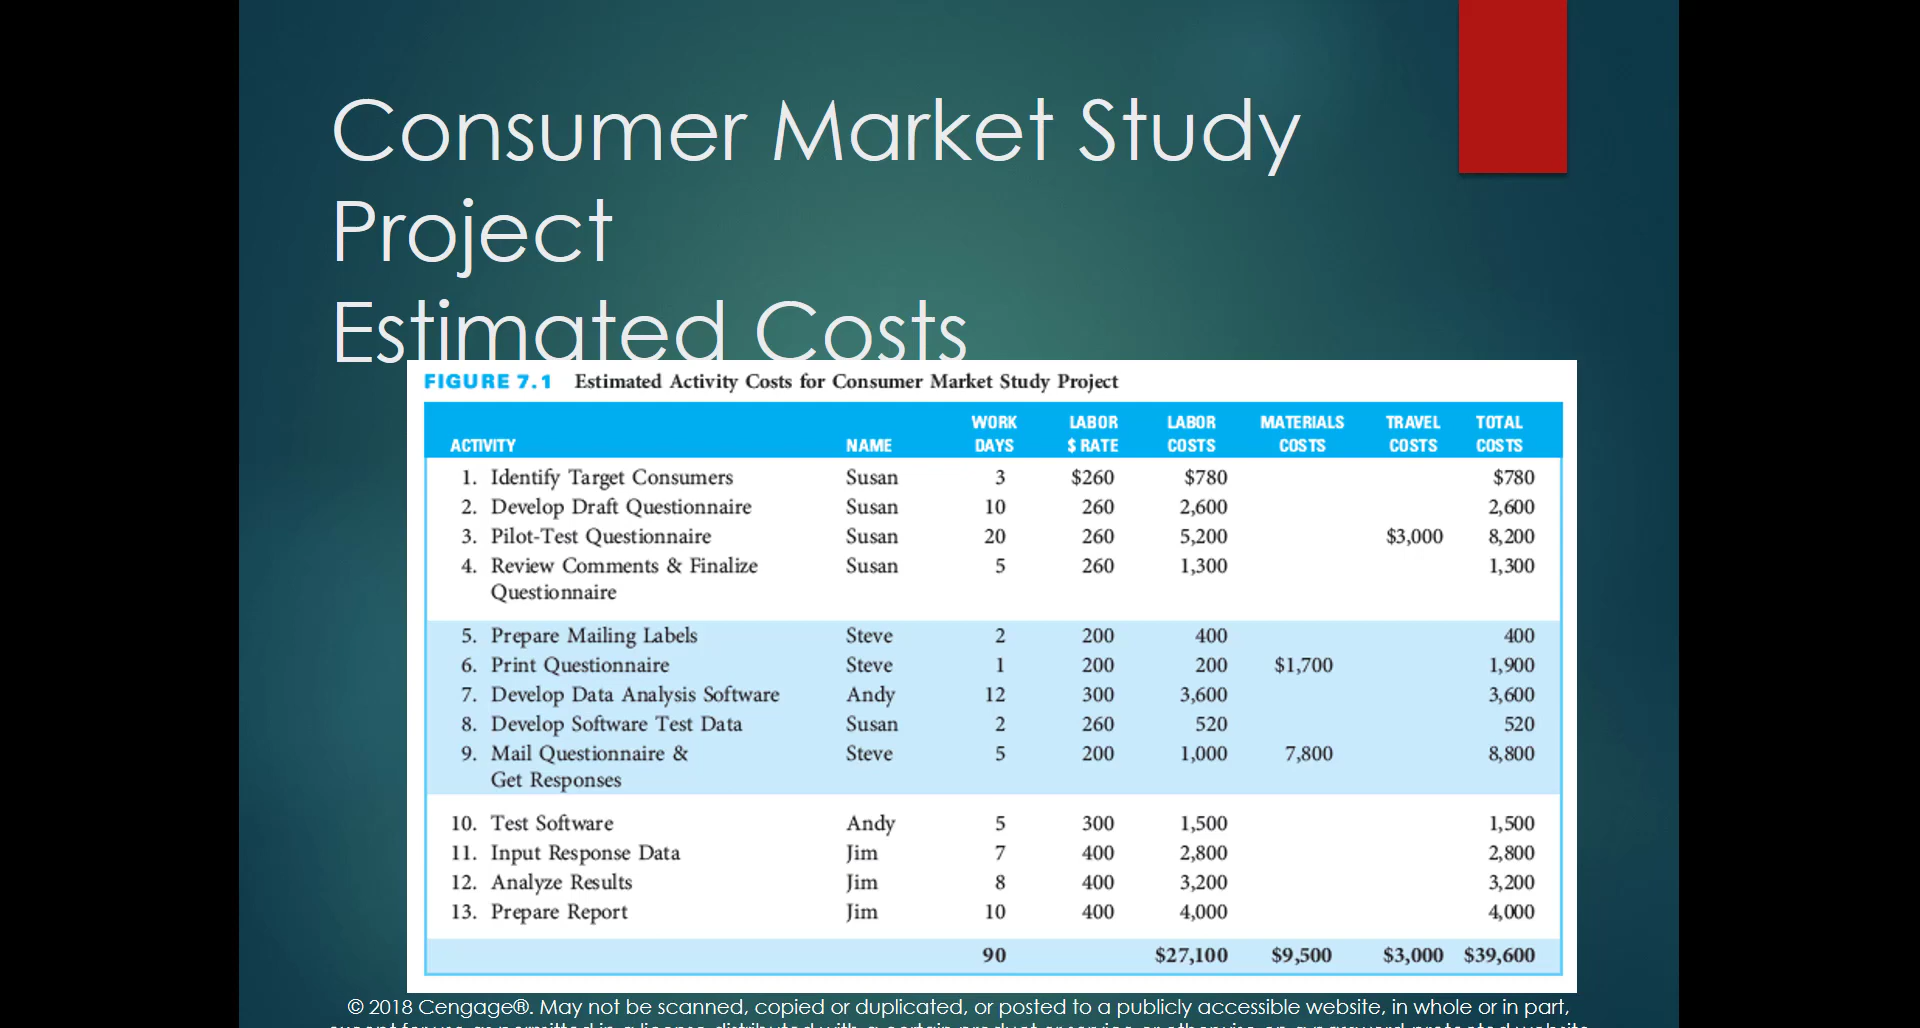 Consumer Market Study
Project
Estimated Costs
FIGURE 7.1 Estimated Activity Costs for Consumer Market Study Project
ACTIVITY NAME WORK DAYS LABOR $ RATE LABOR COSTS MATERIALS COSTS TRAVEL COSTS TOTAL COSTS
1. Identify Target Consumers Susan 3 $260 $780 $780
2. Develop Draft Questionnaire Susan 10 260 2,600 2,600
3. Pilot-Test Questionnaire Susan 20 260 5,200 $3,000 8,200
4. Review Comments & Finalize Susan 5 260 1,300 1,300
Questionnaire
5. Prepare Mailing Labels Steve 2 200 400 400
6. Print Questionnaire Steve 1 200 200 $1,700 1,900
7. Develop Data Analysis Software Andy 12 300 3,600 3,600
8. Develop Software Test Data Susan 2 260 520 520
9. Mail Questionnaire & Steve 5 200 1,000 7,800 8,800
Get Responses
10. Test Software Andy 5 300 1,500 1,500
11. Input Response Data Jim 7 400 2,800 2,800
12. Analyze Results Jim 8 400 3,200 3,200
13. Prepare Report Jim 10 400 4,000 4,000
90 $27,100 $9,500 $3,000 $39,600
© 2018 Cengage®. May not be scanned, copied or duplicated, or posted to a publicly accessible website, in whole or in part,